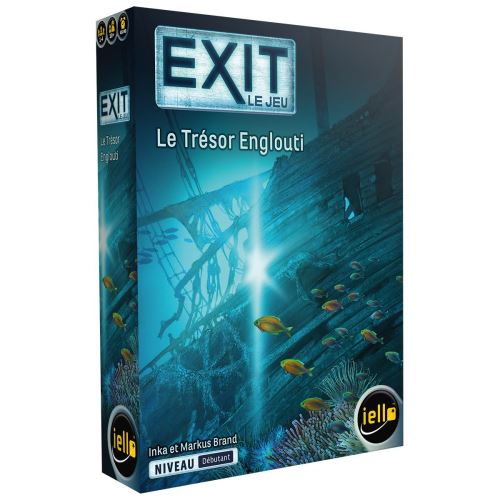 EXIT
LE JEU
Le Trésor Englouti
Inka et Markus Brand
NIVEAU Débutant
iello
EXIT
LE JEU
Le Trésor
Englouti
iello